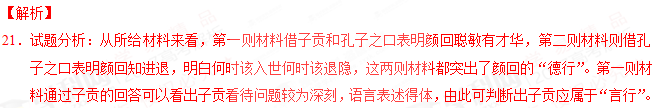 【解析】
21．试题分析：从所给材料来看，第一则材料借子贡和孔子之口表明颜回聪敏有才华，第二则材料则借孔
子之口表明颜回知进退，明白何时该入世何时该退隐，这两则材料都突出了颜回的“德行”。第一则材
料通过子贡的回答可以看出子贡看待问题较为深刻，语言表述得体，由此可判断出子贡应属于“言行”。